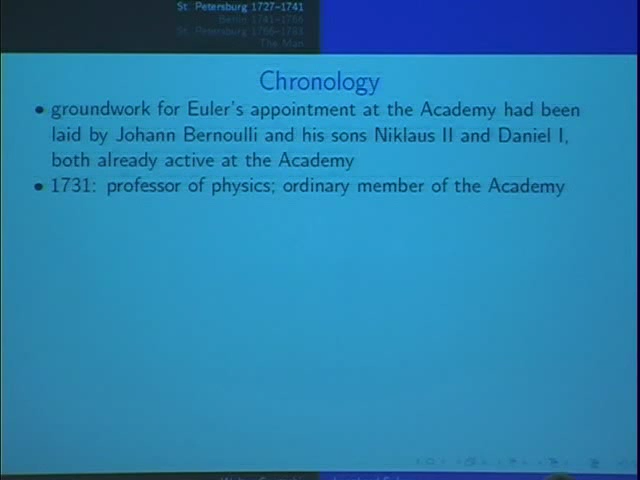 St. Petersburg 1727–1741
Berlin 1741–1766
St. Petersburg 1766–1783
The Man
Chronology
• groundwork for Euler's appointment at the Academy had been
laid by Johann Bernoulli and his sons Niklaus II and Daniel I,
both already active at the Academy
• 1731: professor of physics; ordinary member of the Academy